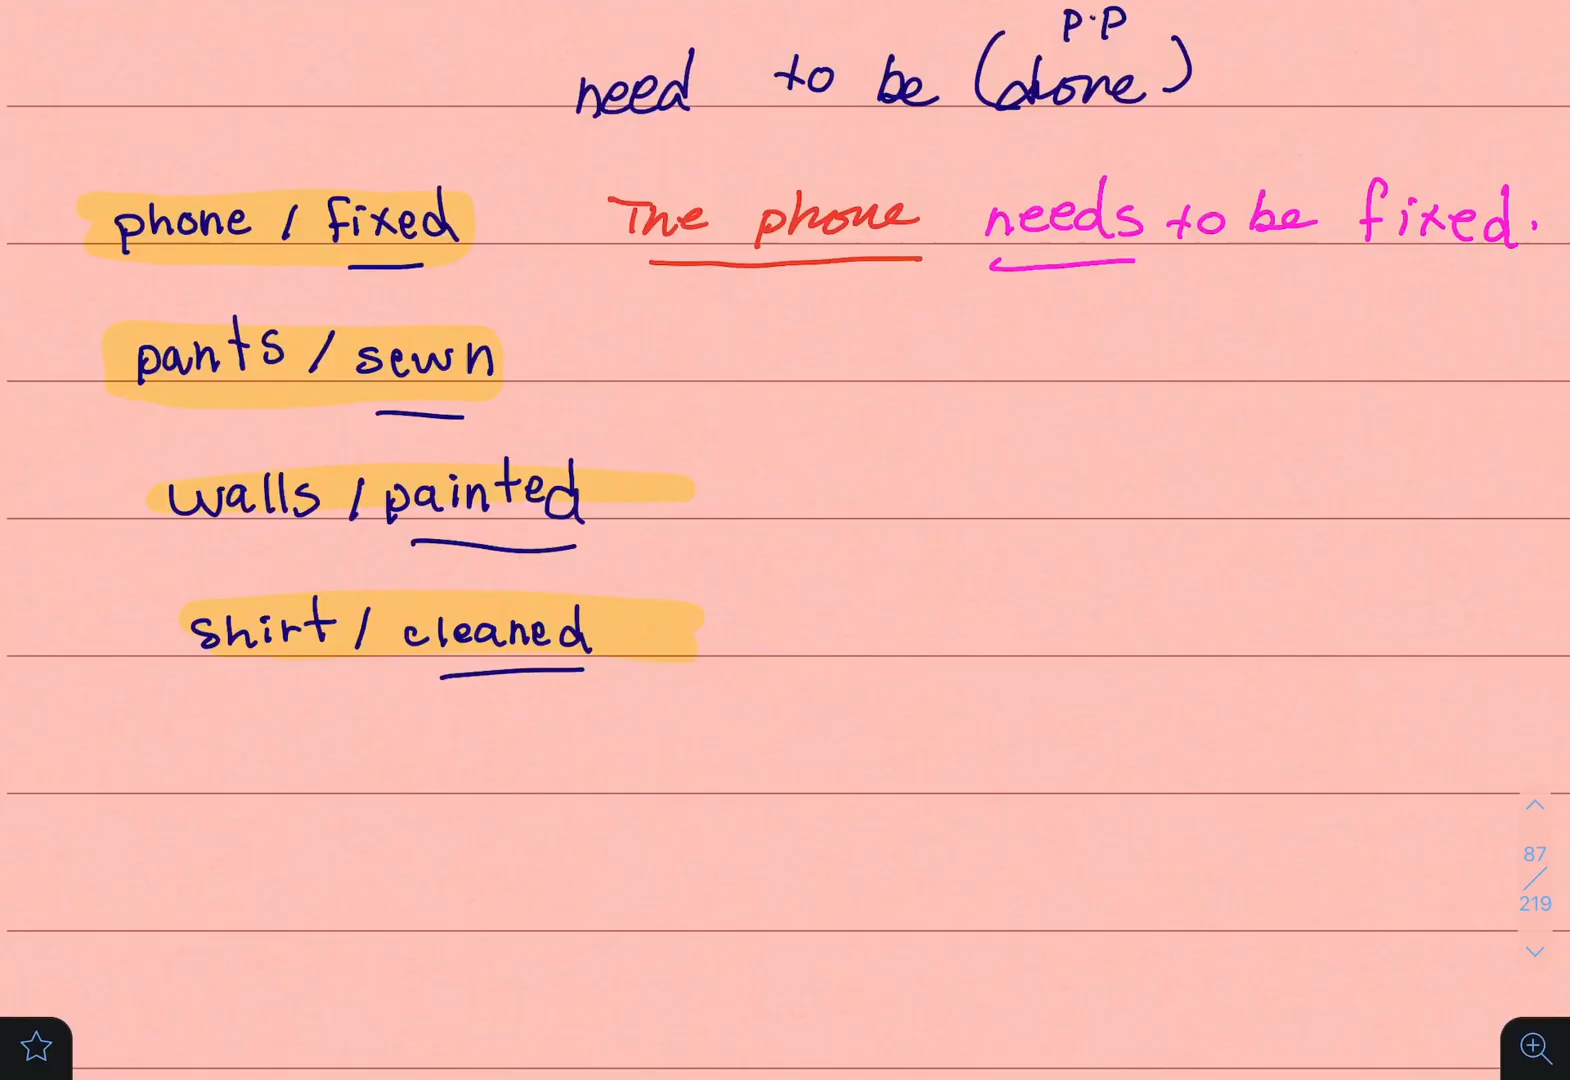 p.p
need to be (done)
phone / fixed The phone needs to be fixed.
pants / sewn
walls / painted
shirt / cleaned
87
219